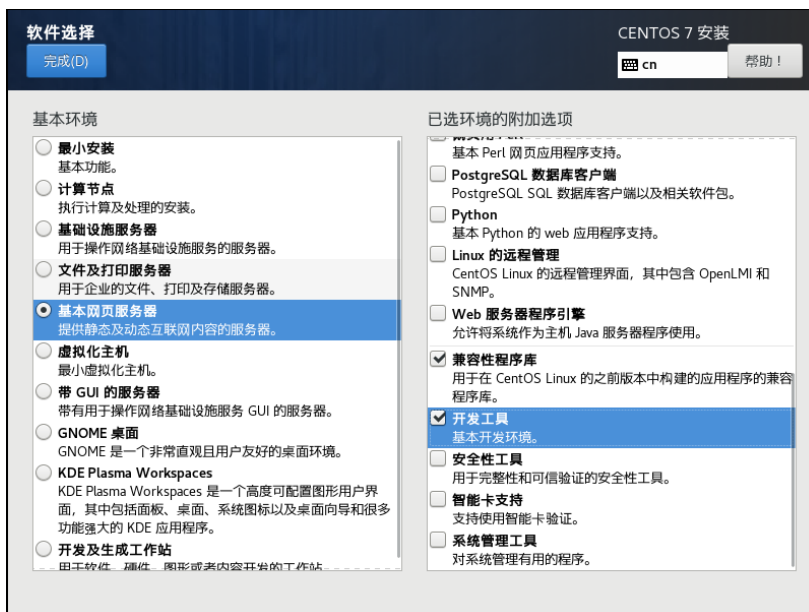 软件选择
完成(D)
CENTOS 7 安装
cn
帮助！
基本环境
最小安装
基本功能。
计算节点
执行计算及处理的安装。
基础设施服务器
用于操作网络基础设施服务的服务器。
文件及打印服务器
用于企业的文件、打印及存储服务器。
基本网页服务器
提供静态及动态互联网内容的服务器。
虚拟化主机
最小虚拟化主机。
带 GUI 的服务器
带有用于操作网络基础设施服务 GUI 的服务器。
GNOME 桌面
GNOME 是一个非常直观且用户友好的桌面环境。
KDE Plasma Workspaces
KDE Plasma Workspaces 是一个高度可配置图形用户界
面，其中包括面板、桌面、系统图标以及桌面向导和很多
功能强大的 KDE 应用程序。
开发及生成工作站
用于软件、硬件、图形或者内容开发的工作站
已选环境的附加选项
基本 Perl 网页应用程序支持。
PostgreSQL 数据库客户端
PostgreSQL SQL 数据库客户端以及相关软件包。
Python
基本 Python 的 web 应用程序支持。
Linux 的远程管理
CentOS Linux 的远程管理界面，其中包含 OpenLMI 和
SNMP。
Web 服务器程序引擎
允许将系统作为主机 Java 服务器程序使用。
兼容性程序库
用于在 CentOS Linux 的之前版本中构建的应用程序的兼容
程序库。
开发工具
基本开发环境。
安全性工具
用于完整性和可信验证的安全性工具。
智能卡支持
支持使用智能卡验证。
系统管理工具
对系统管理有用的程序。